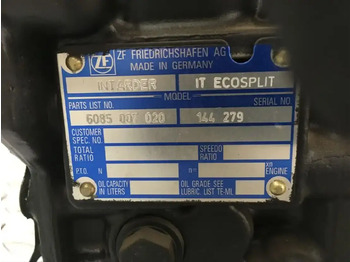 ZF FRIEDRICHSHAFEN AG
MADE IN GERMANY
INTARDER IT ECOSPLIT
MODEL
PARTS LIST NO. SERIAL NO.
6085 007 020 144 279
CUSTOMER
SPEC. NO.
TOTAL RATIO SPEEDO RATIO
P.T.O. N N xn ENGINE
OIL CAPACITY IN LITERS OIL GRADE SEE LUBRIC. LIST TE-ML